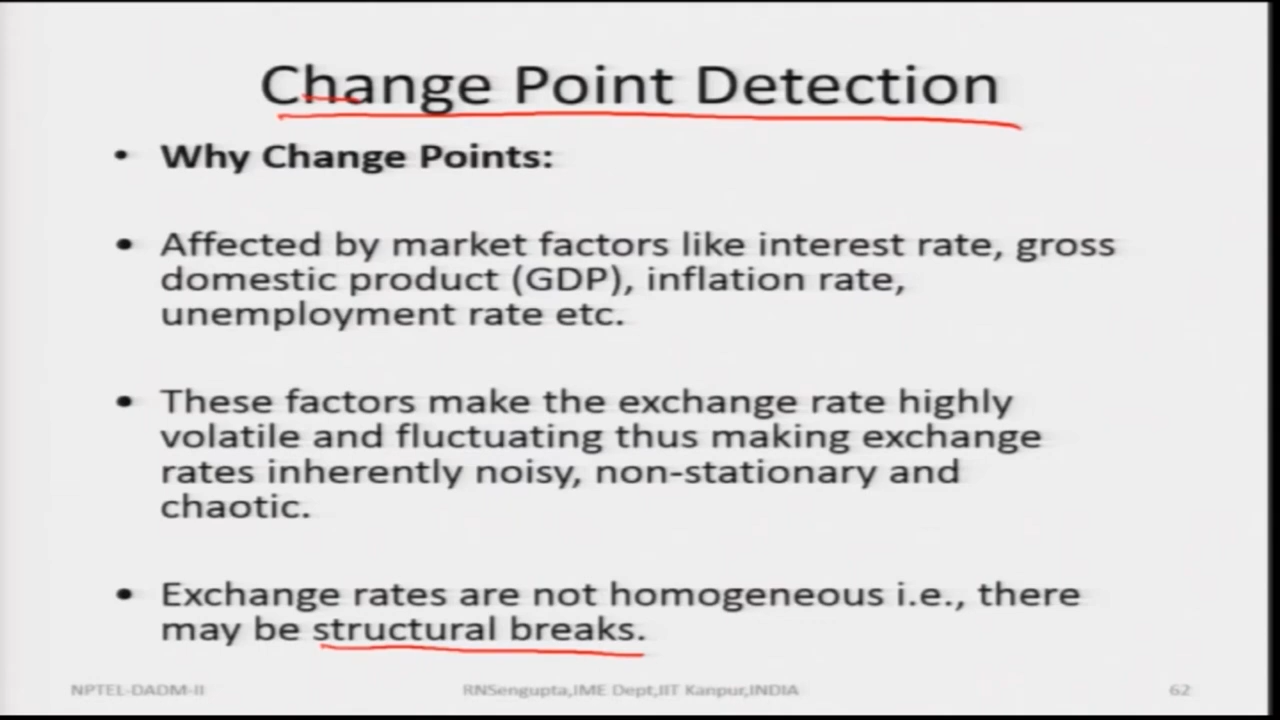 Change Point Detection
• Why Change Points:
• Affected by market factors like interest rate, gross
domestic product (GDP), inflation rate,
unemployment rate etc.
• These factors make the exchange rate highly
volatile and fluctuating thus making exchange
rates inherently noisy, non-stationary and
chaotic.
• Exchange rates are not homogeneous i.e., there
may be structural breaks.
NPTEL-DADM-II RNSengupta,IME Dept,IIT Kanpur,INDIA 62